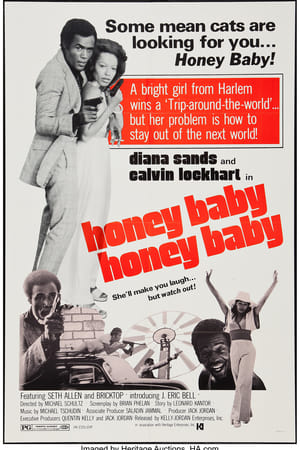 Some mean cats are
looking for you...
Honey Baby!
A bright girl from Harlem
wins a 'Trip-around-the-world'...
but her problem is how to
stay out of the next world!
diana sands and
calvin lockhart in
honey baby
honey baby
She'll make you laugh...
but watch out!
Featuring SETH ALLEN and BRICKTOP • introducing J. ERIC BELL •
Directed by MICHAEL SCHULTZ Screenplay by BRIAN PHELAN Story by LEONARD KANTOR •
Music by MICHAEL TSCHUDIN • Associate Producer SALADIN JAMMAL Producer JACK JORDAN
Executive Producers QUENTIN KELLY and JACK JORDAN Released by KELLY JORDAN Enterprises, Inc.
PG
IN COLOR
in association with Heritage Enterprises, Inc.
Imaged by Heritage Auctions, HA.com